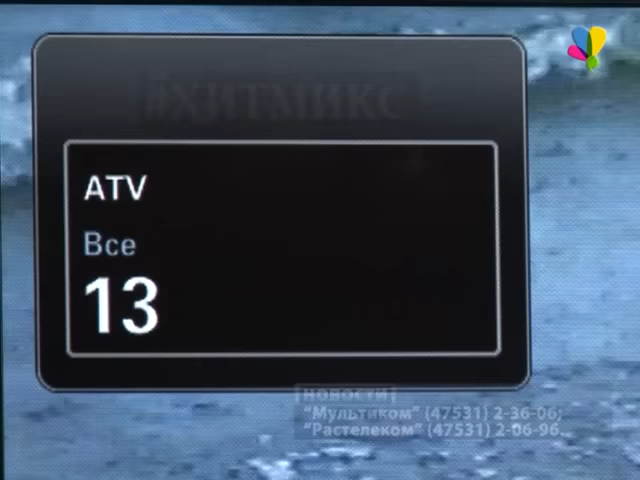 #ХИТМИКС
ATV
Все
13
НОВОСТИ
"Мультиком" (47531) 2-36-06;
"Растелеком" (47531) 2-06-96.